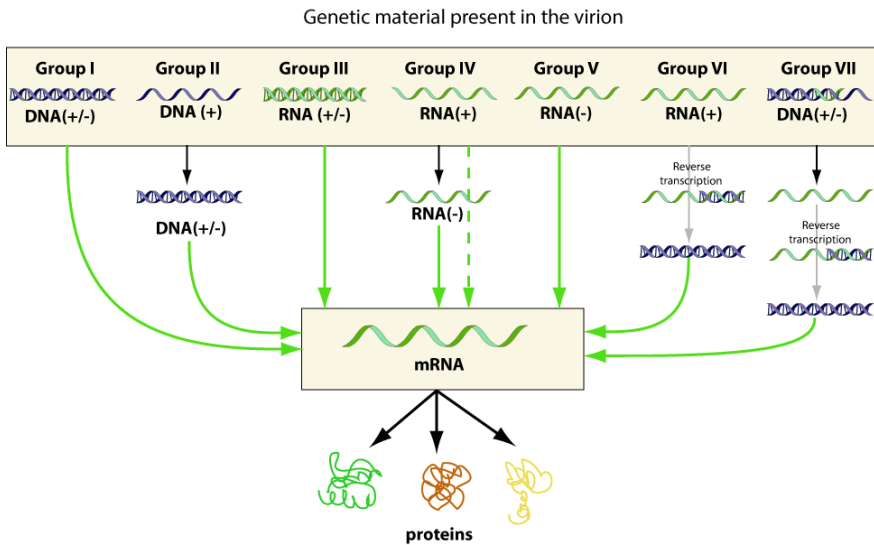 Genetic material present in the virion
Group I
Group II
Group III
Group IV
Group V
Group VI
Group VII
DNA(+/-)
DNA (+)
RNA (+/-)
RNA(+)
RNA(-)
RNA(+)
DNA(+/-)
Reverse
transcription
DNA(+/-)
RNA(-)
Reverse
transcription
mRNA
proteins